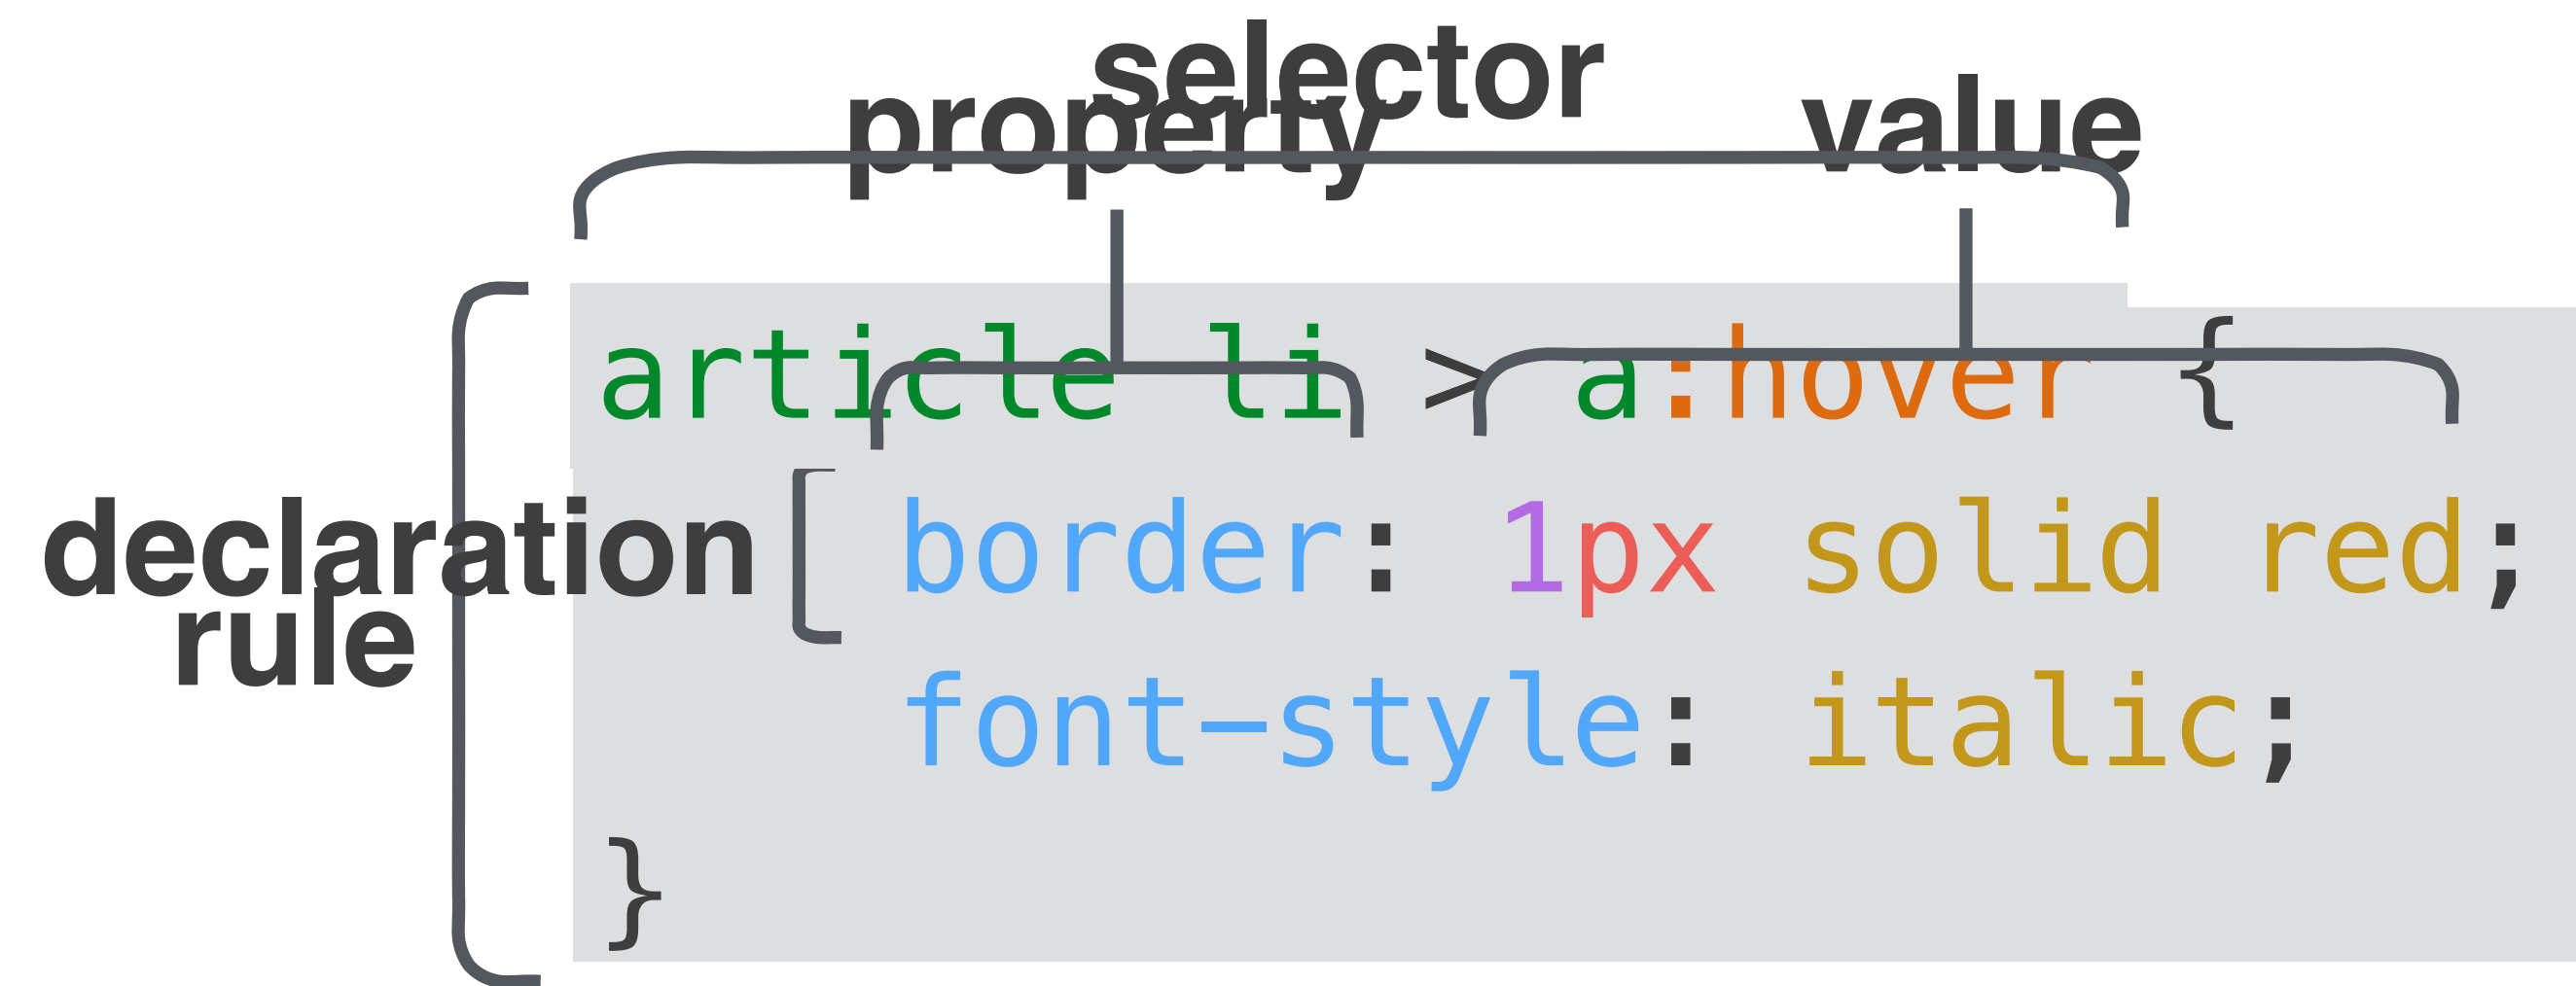 selector
property
value
article li > a:hover {
declaration
border: 1px solid red;
rule
font-style: italic;
}